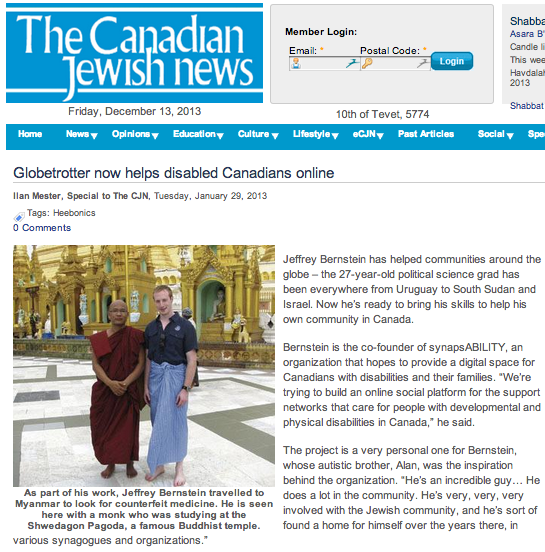 The Canadian
Jewish news
Member Login:
Email: * Postal Code: *
Login
Shabba
Asara B'
Candle li
This wee
Havdalah
2013
Shabbat
Friday, December 13, 2013
10th of Tevet, 5774
Home News Opinions Education Culture Lifestyle eCJN Past Articles Social Spe
Globetrotter now helps disabled Canadians online
Ilan Mester, Special to The CJN, Tuesday, January 29, 2013
Tags: Heebonics
0 Comments
Jeffrey Bernstein has helped communities around the
globe – the 27-year-old political science grad has
been everywhere from Uruguay to South Sudan and
Israel. Now he's ready to bring his skills to help his
own community in Canada.
Bernstein is the co-founder of synapsABILITY, an
organization that hopes to provide a digital space for
Canadians with disabilities and their families. "We're
trying to build an online social platform for the support
networks that care for people with developmental and
physical disabilities in Canada," he said.
The project is a very personal one for Bernstein,
whose autistic brother, Alan, was the inspiration
behind the organization. "He's an incredible guy… He
does a lot in the community. He's very, very, very
involved with the Jewish community, and he's sort of
found a home for himself over the years there, in
As part of his work, Jeffrey Bernstein travelled to
Myanmar to look for counterfeit medicine. He is seen
here with a monk who was studying at the
Shwedagon Pagoda, a famous Buddhist temple.
various synagogues and organizations."